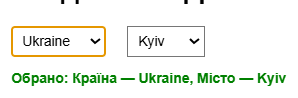 Ukraine Kyiv
Обрано: Країна — Ukraine, Місто — Kyiv